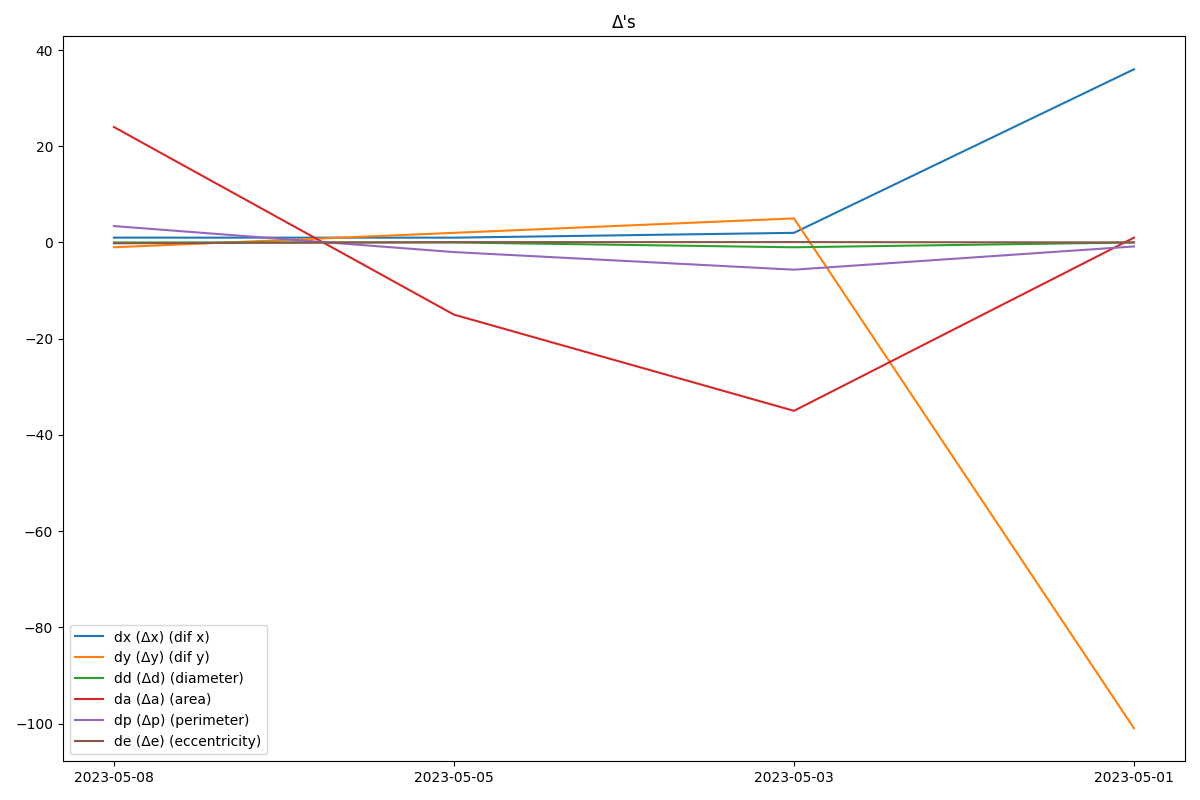 Δ's
40
20
0
−20
−40
−60
−80
−100
dx (Δx) (dif x)
dy (Δy) (dif y)
dd (Δd) (diameter)
da (Δa) (area)
dp (Δp) (perimeter)
de (Δe) (eccentricity)
2023-05-08
2023-05-05
2023-05-03
2023-05-01